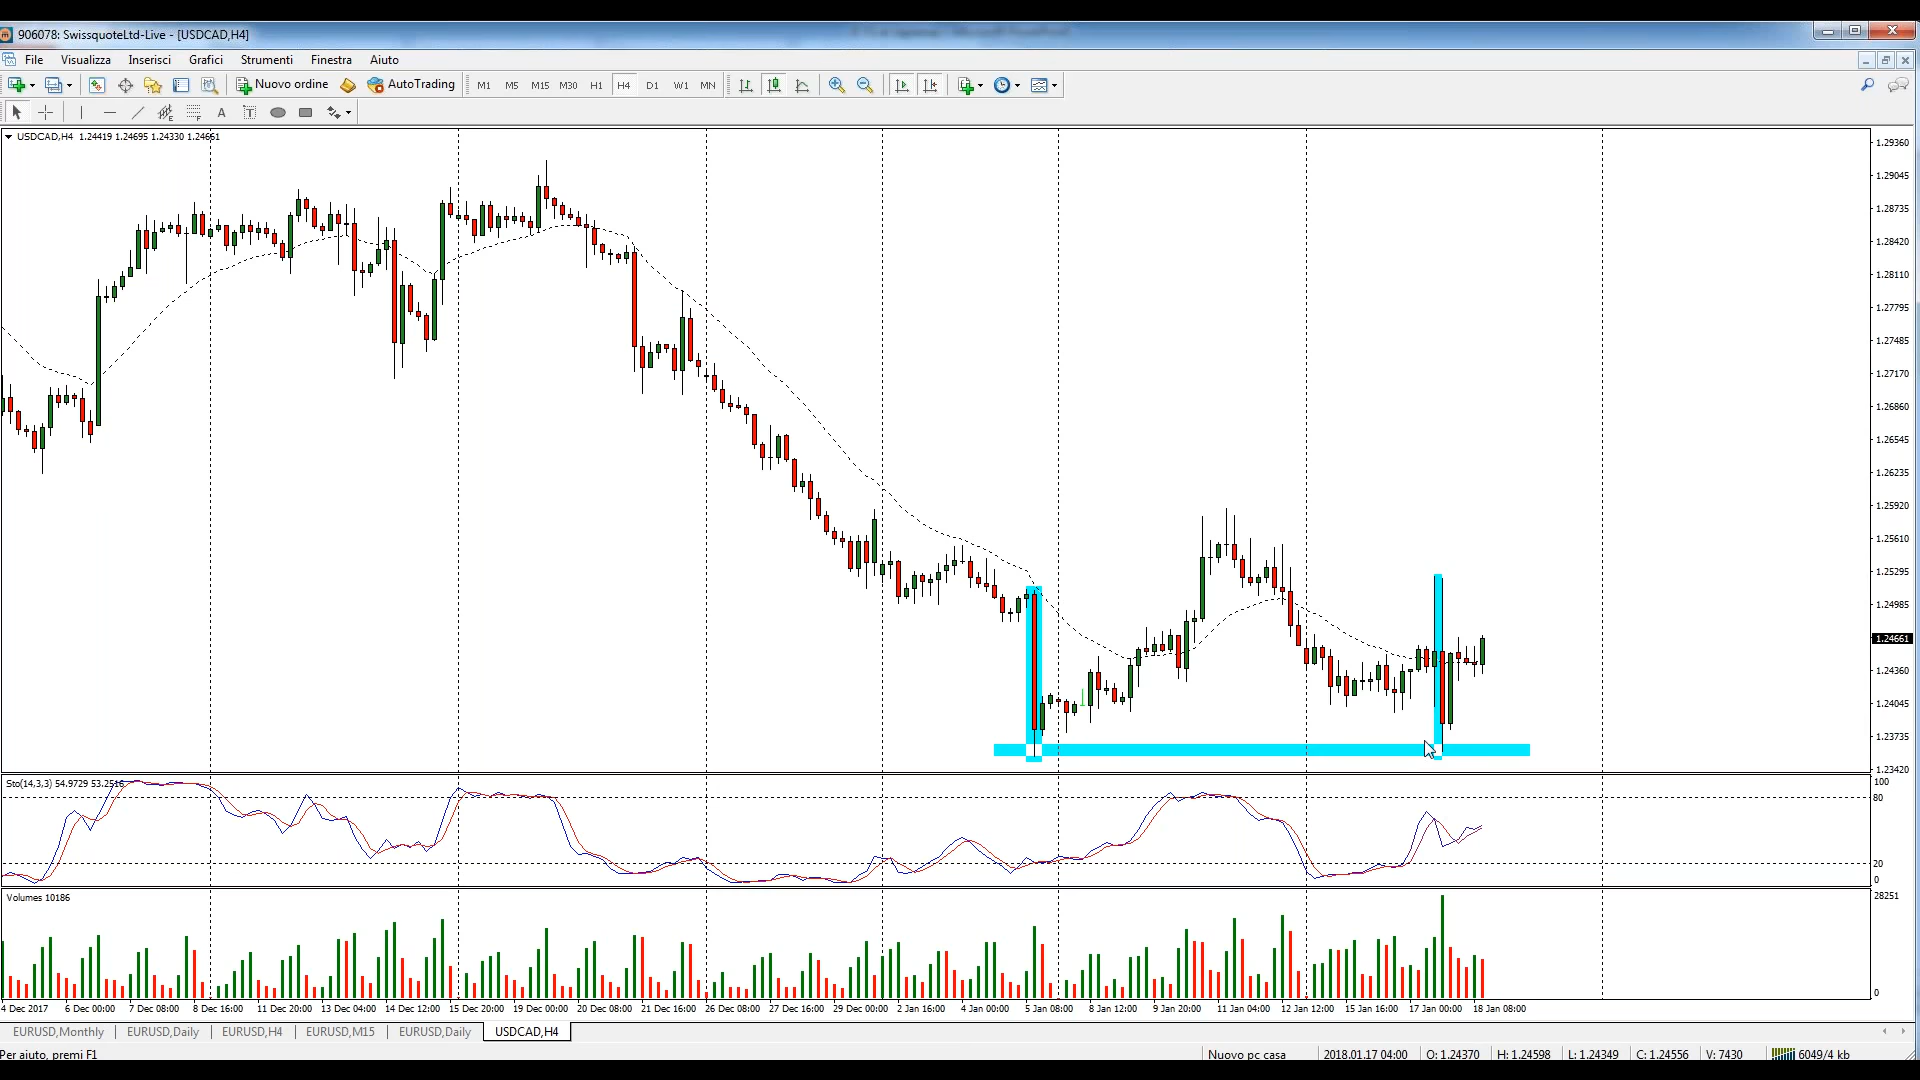 906078: SwissquoteLtd-Live - [USDCAD,H4]
File Visualizza Inserisci Grafici Strumenti Finestra Aiuto
Nuovo ordine AutoTrading M1 M5 M15 M30 H1 H4 D1 W1 MN
A T
USDCAD,H4 1.24419 1.24695 1.24330 1.24661
1.29360
1.29045
1.28735
1.28420
1.28110
1.27795
1.27485
1.27170
1.26860
1.26545
1.26235
1.25920
1.25610
1.25295
1.24985
1.24661
1.24360
1.24045
1.23735
1.23420
Sto(14,3,3) 54.9729 53.2516
100
80
20
0
Volumes 10186
28251
0
4 Dec 2017 6 Dec 00:00 7 Dec 08:00 8 Dec 16:00 11 Dec 20:00 13 Dec 04:00 14 Dec 12:00 15 Dec 20:00 19 Dec 00:00 20 Dec 08:00 21 Dec 16:00 26 Dec 00:00 26 Dec 08:00 27 Dec 16:00 29 Dec 00:00 2 Jan 16:00 4 Jan 00:00 5 Jan 08:00 8 Jan 12:00 9 Jan 20:00 11 Jan 04:00 12 Jan 12:00 15 Jan 16:00 17 Jan 00:00 18 Jan 08:00
EURUSD,Monthly EURUSD,Daily EURUSD,H4 EURUSD,M15 EURUSD,Daily USDCAD,H4
Per aiuto, premi F1 Nuovo pc casa 2018.01.17 04:00 O: 1.24370 H: 1.24598 L: 1.24349 C: 1.24556 V: 7430 6049/4 kb